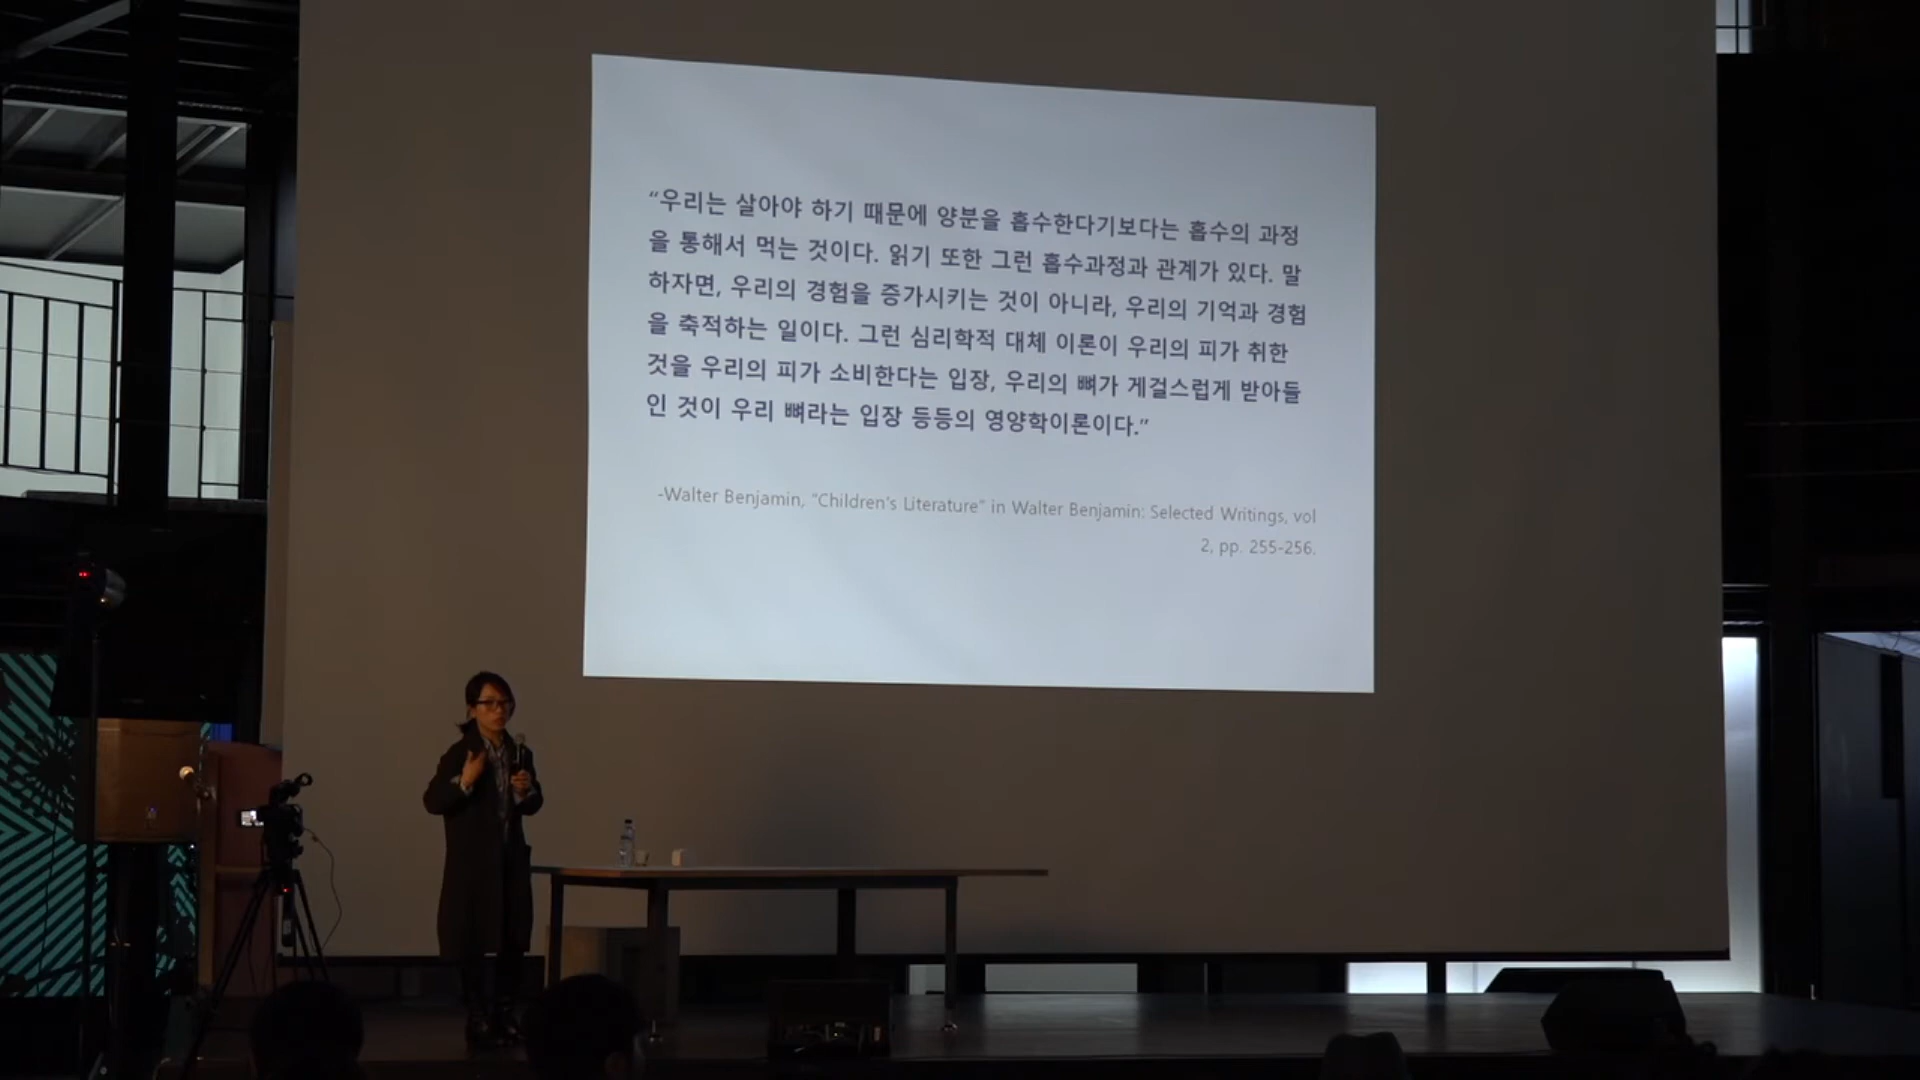 “우리는 살아야 하기 때문에 양분을 흡수한다기보다는 흡수의 과정
을 통해서 먹는 것이다. 읽기 또한 그런 흡수과정과 관계가 있다. 말
하자면, 우리의 경험을 증가시키는 것이 아니라, 우리의 기억과 경험
을 축적하는 일이다. 그런 심리학적 대체 이론이 우리의 피가 취한
것을 우리의 피가 소비한다는 입장, 우리의 뼈가 게걸스럽게 받아들
인 것이 우리 뼈라는 입장 등등의 영양학이론이다.”
-Walter Benjamin, “Children’s Literature” in Walter Benjamin: Selected Writings, vol
2, pp. 255-256.